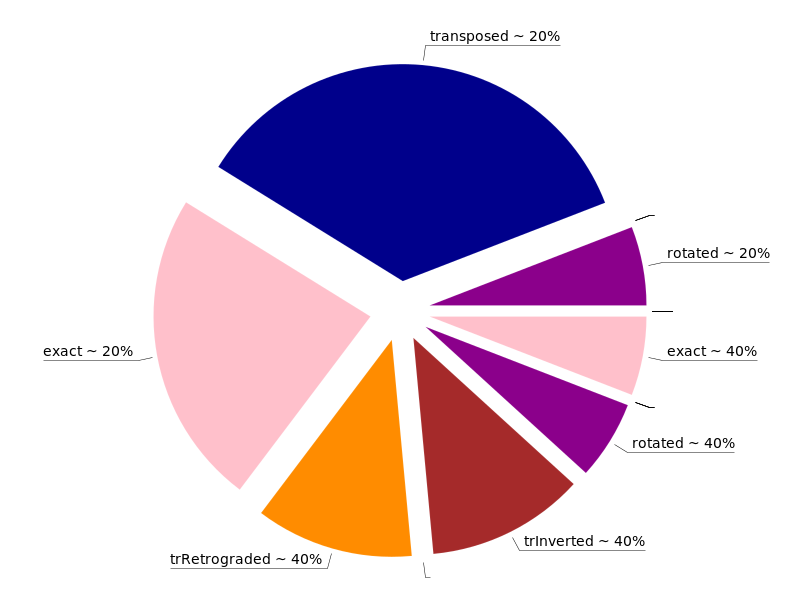 transposed ~ 20%
rotated ~ 20%
exact ~ 20%
exact ~ 40%
rotated ~ 40%
trInverted ~ 40%
trRetrograded ~ 40%